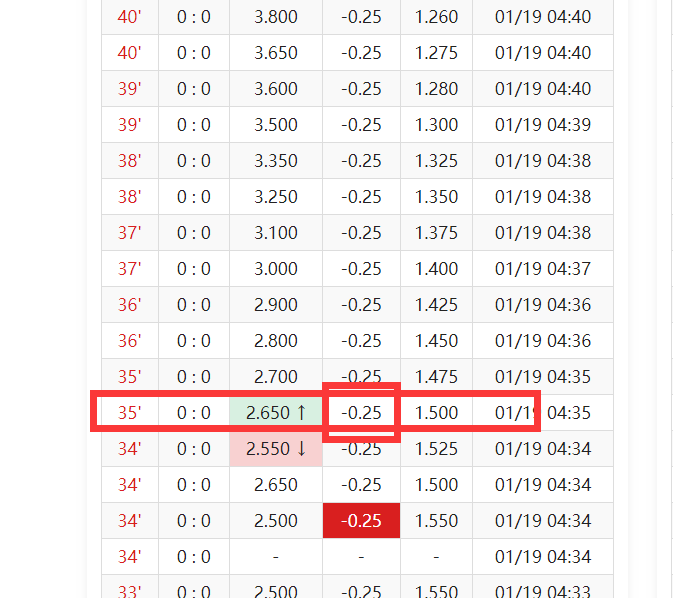 40' 0 : 0 3.800 -0.25 1.260 01/19 04:40
40' 0 : 0 3.650 -0.25 1.275 01/19 04:40
39' 0 : 0 3.600 -0.25 1.280 01/19 04:40
39' 0 : 0 3.500 -0.25 1.300 01/19 04:39
38' 0 : 0 3.350 -0.25 1.325 01/19 04:38
38' 0 : 0 3.250 -0.25 1.350 01/19 04:38
37' 0 : 0 3.100 -0.25 1.375 01/19 04:38
37' 0 : 0 3.000 -0.25 1.400 01/19 04:37
36' 0 : 0 2.900 -0.25 1.425 01/19 04:36
36' 0 : 0 2.800 -0.25 1.450 01/19 04:36
35' 0 : 0 2.700 -0.25 1.475 01/19 04:35
35' 0 : 0 2.650 ↑ -0.25 1.500 01/19 04:35
34' 0 : 0 2.550 ↓ -0.25 1.525 01/19 04:34
34' 0 : 0 2.650 -0.25 1.500 01/19 04:34
34' 0 : 0 2.500 -0.25 1.550 01/19 04:34
34' 0 : 0 - - - 01/19 04:34
33' 0 : 0 2.500 -0.25 1.550 01/19 04:33